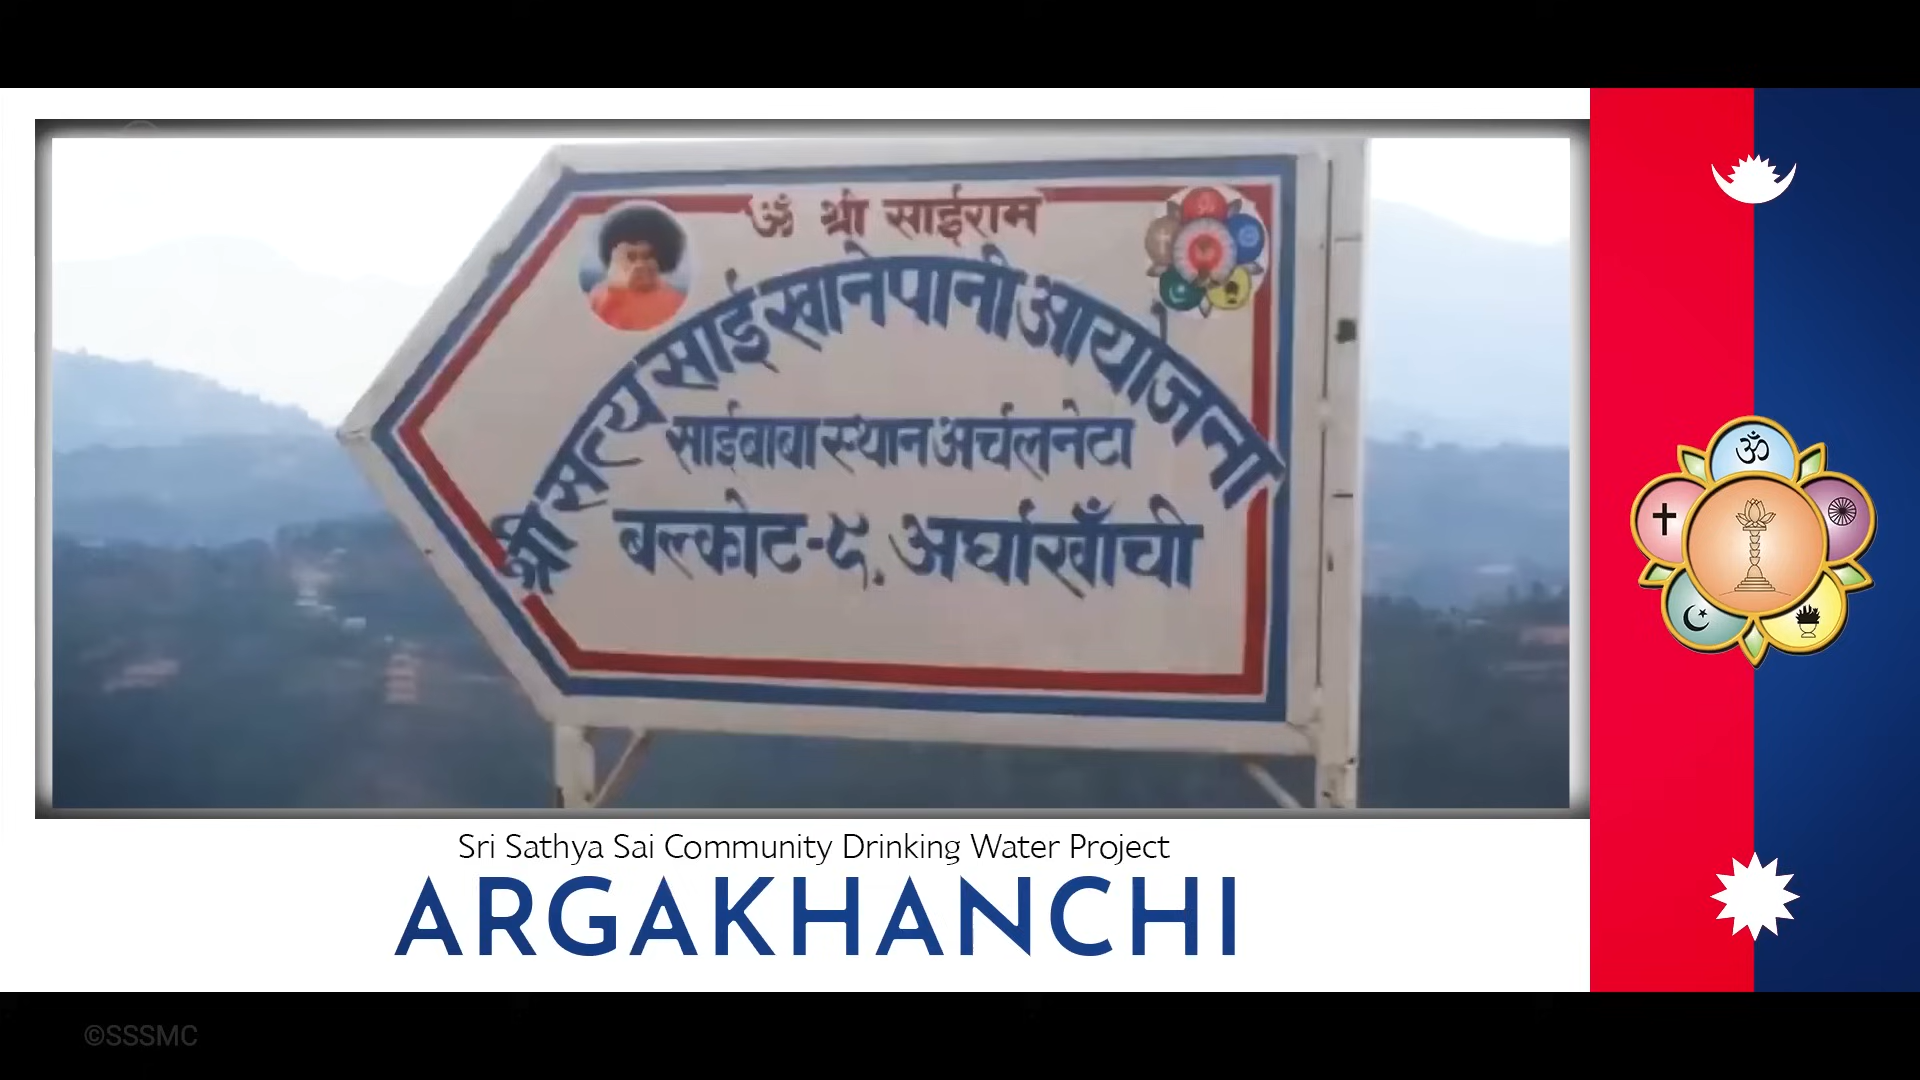 ॐ श्री साईराम
श्री सत्य साई खानेपानी आयोजना
साईबाबा स्थान अर्चलनेटा
बल्कोट-९. अर्घाखाँची
Sri Sathya Sai Community Drinking Water Project
ARGAKHANCHI
ॐ
©SSSMC